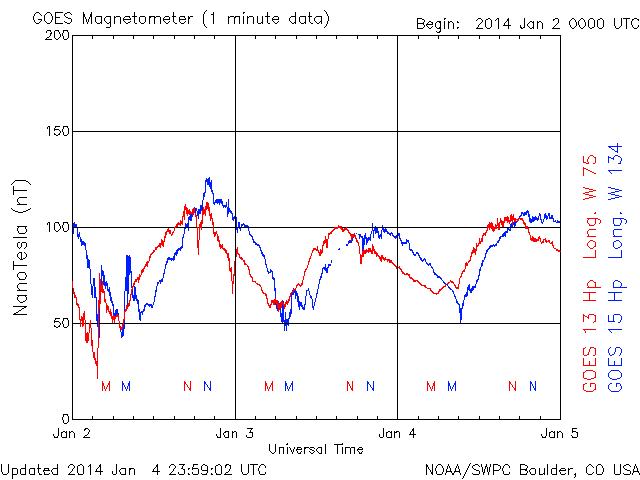 GOES Magnetometer (1 minute data)
Begin: 2014 Jan 2 0000 UTC
200
150
100
50
0
NanoTesla (nT)
M M N N M M N N M M N N
Jan 2 Jan 3 Jan 4 Jan 5
Universal Time
GOES 13 Hp Long. W 75
GOES 15 Hp Long. W 134
Updated 2014 Jan 4 23:59:02 UTC
NOAA/SWPC Boulder, CO USA